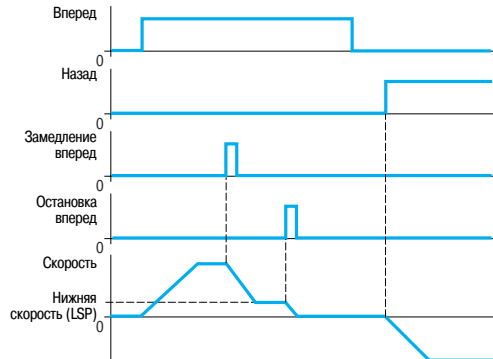 Вперед
0
Назад
0
Замедление
вперед
0
Остановка
вперед
0
Скорость
Нижняя
скорость (LSP)
0